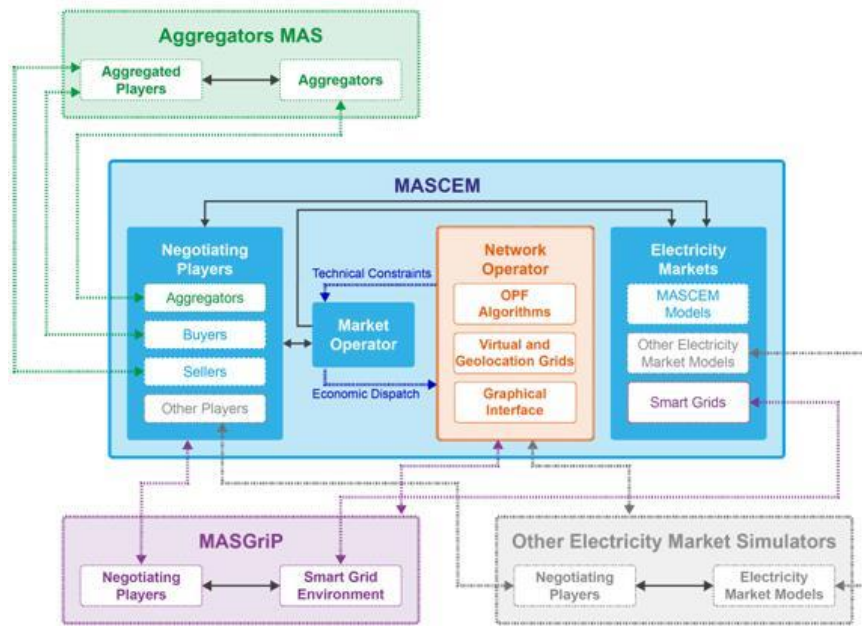 Aggregators MAS
Aggregated
Players
Aggregators
MASCEM
Negotiating
Players
Aggregators
Buyers
Sellers
Other Players
Technical Constraints
Market
Operator
Economic Dispatch
Network
Operator
OPF
Algorithms
Virtual and
Geolocation Grids
Graphical
Interface
Electricity
Markets
MASCEM
Models
Other Electricity
Market Models
Smart Grids
MASGriP
Negotiating
Players
Smart Grid
Environment
Other Electricity Market Simulators
Negotiating
Players
Electricity
Market Models